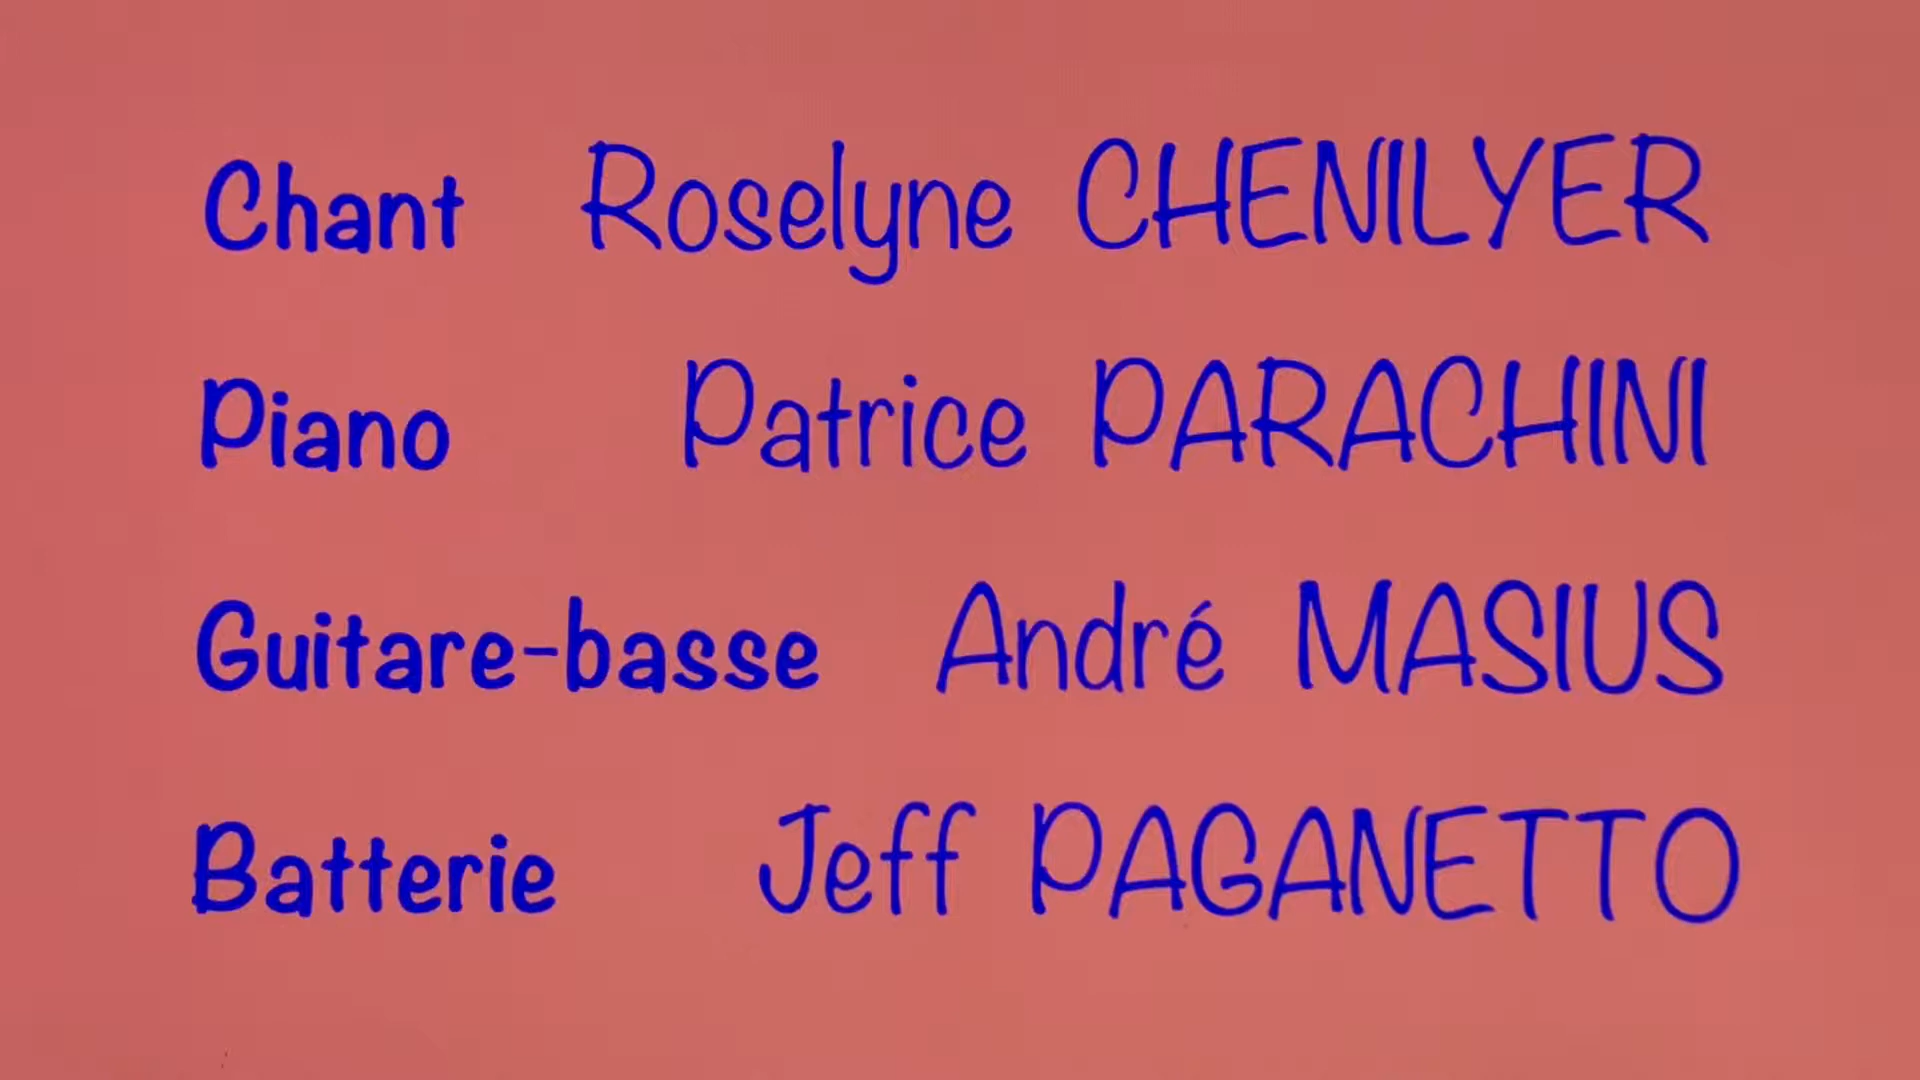 Chant Roselyne CHENILYER
Piano Patrice PARACHINI
Guitare-basse André MASIUS
Batterie Jeff PAGANETTO